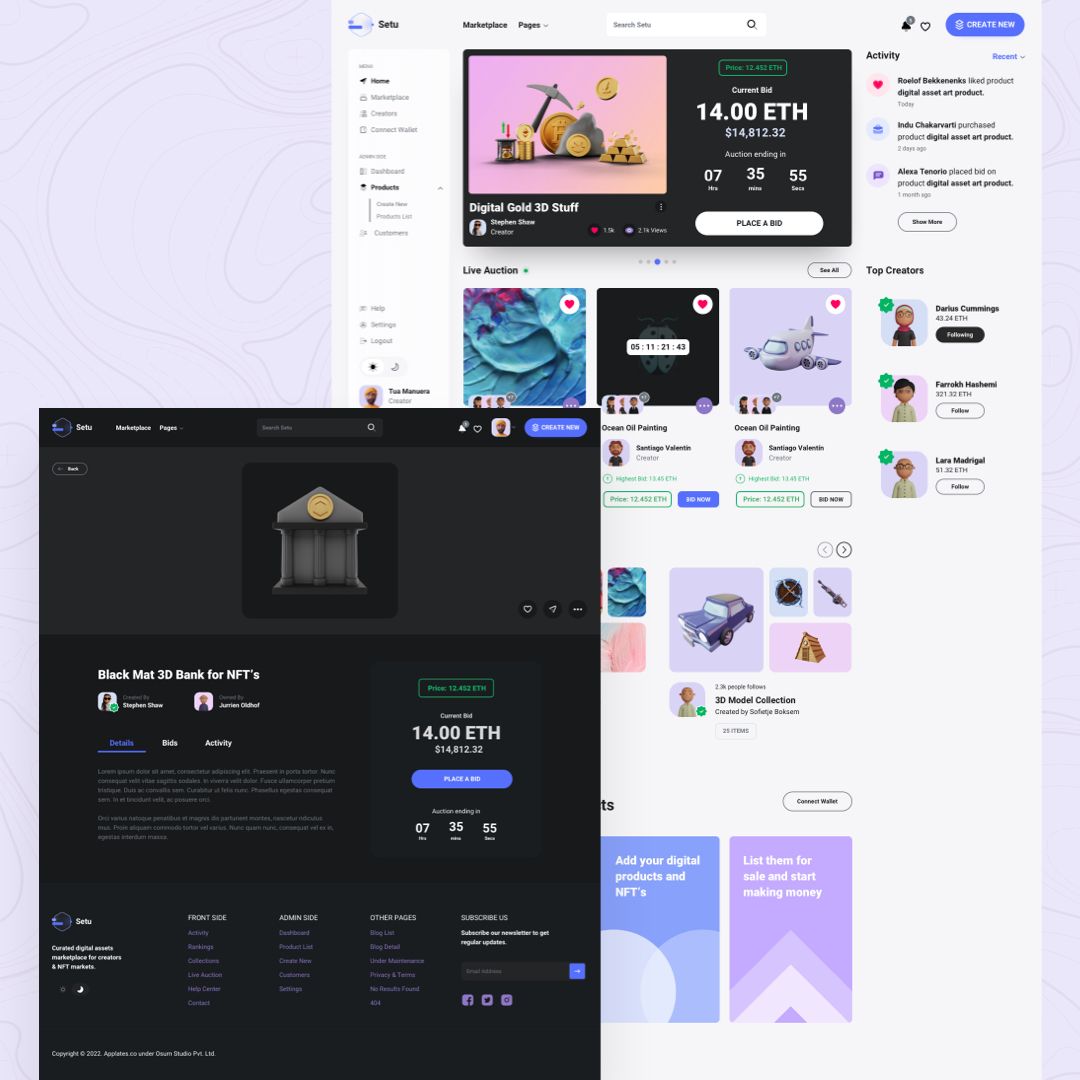 Setu
Marketplace
Pages
Search Setu
CREATE NEW
MENU
Home
Marketplace
Creators
Connect Wallet
ADMIN SIDE
Dashboard
Products
Create New
Products List
Customers
Help
Settings
Logout
Tua Manuera
Creator
Price: 12.452 ETH
Current Bid
14.00 ETH
$14,812.32
Auction ending in
07 35 55
Hrs mins Secs
PLACE A BID
Digital Gold 3D Stuff
Stephen Shaw
Creator
1.5k
2.1k Views
Activity
Recent
Roelof Bekkenenks liked product
digital asset art product.
Today
Indu Chakarvarti purchased
product digital asset art product.
2 days ago
Alexa Tenorio placed bid on
product digital asset art product.
1 month ago
Show More
Live Auction
See All
05 : 11 : 21 : 43
Ocean Oil Painting
Santiago Valentín
Creator
Highest Bid: 13.45 ETH
Price: 12.452 ETH
BID NOW
Ocean Oil Painting
Santiago Valentín
Creator
Highest Bid: 13.45 ETH
Price: 12.452 ETH
BID NOW
Top Creators
Darius Cummings
43.24 ETH
Following
Farrokh Hashemi
321.32 ETH
Follow
Lara Madrigal
51.32 ETH
Follow
2.3k people follows
3D Model Collection
Created by Sofietje Boksem
25 ITEMS
ts
Connect Wallet
Add your digital
products and
NFT's
List them for
sale and start
making money
Setu
Marketplace
Pages
Search Setu
CREATE NEW
Back
Black Mat 3D Bank for NFT's
Created By
Stephen Shaw
Owned By
Jurrien Oldhof
Details
Bids
Activity
Lorem ipsum dolor sit amet, consectetur adipiscing elit. Praesent in porta tortor. Nunc
consequat velit vitae sagittis sodales. In viverra velit dolor. Fusce ullamcorper pretium
tristique. Duis ac convallis sem. Curabitur ut felis nunc. Phasellus egestas consequat
sem. In et tincidunt velit, ac posuere orci.
Orci varius natoque penatibus et magnis dis parturient montes, nascetur ridiculus
mus. Proin aliquam commodo tortor vel varius. Nunc quam nunc, consequat vel ex in,
egestas interdum massa.
Price: 12.452 ETH
Current Bid
14.00 ETH
$14,812.32
PLACE A BID
Auction ending in
07 35 55
Hrs mins Secs
Setu
Curated digital assets
marketplace for creators
& NFT markets.
FRONT SIDE
Activity
Rankings
Collections
Live Auction
Help Center
Contact
ADMIN SIDE
Dashboard
Product List
Create New
Customers
Settings
OTHER PAGES
Blog List
Blog Detail
Under Maintenance
Privacy & Terms
No Results Found
404
SUBSCRIBE US
Subscribe our newsletter to get
regular updates.
Email Address
Copyright © 2022. Applates.co under Osum Studio Pvt. Ltd.